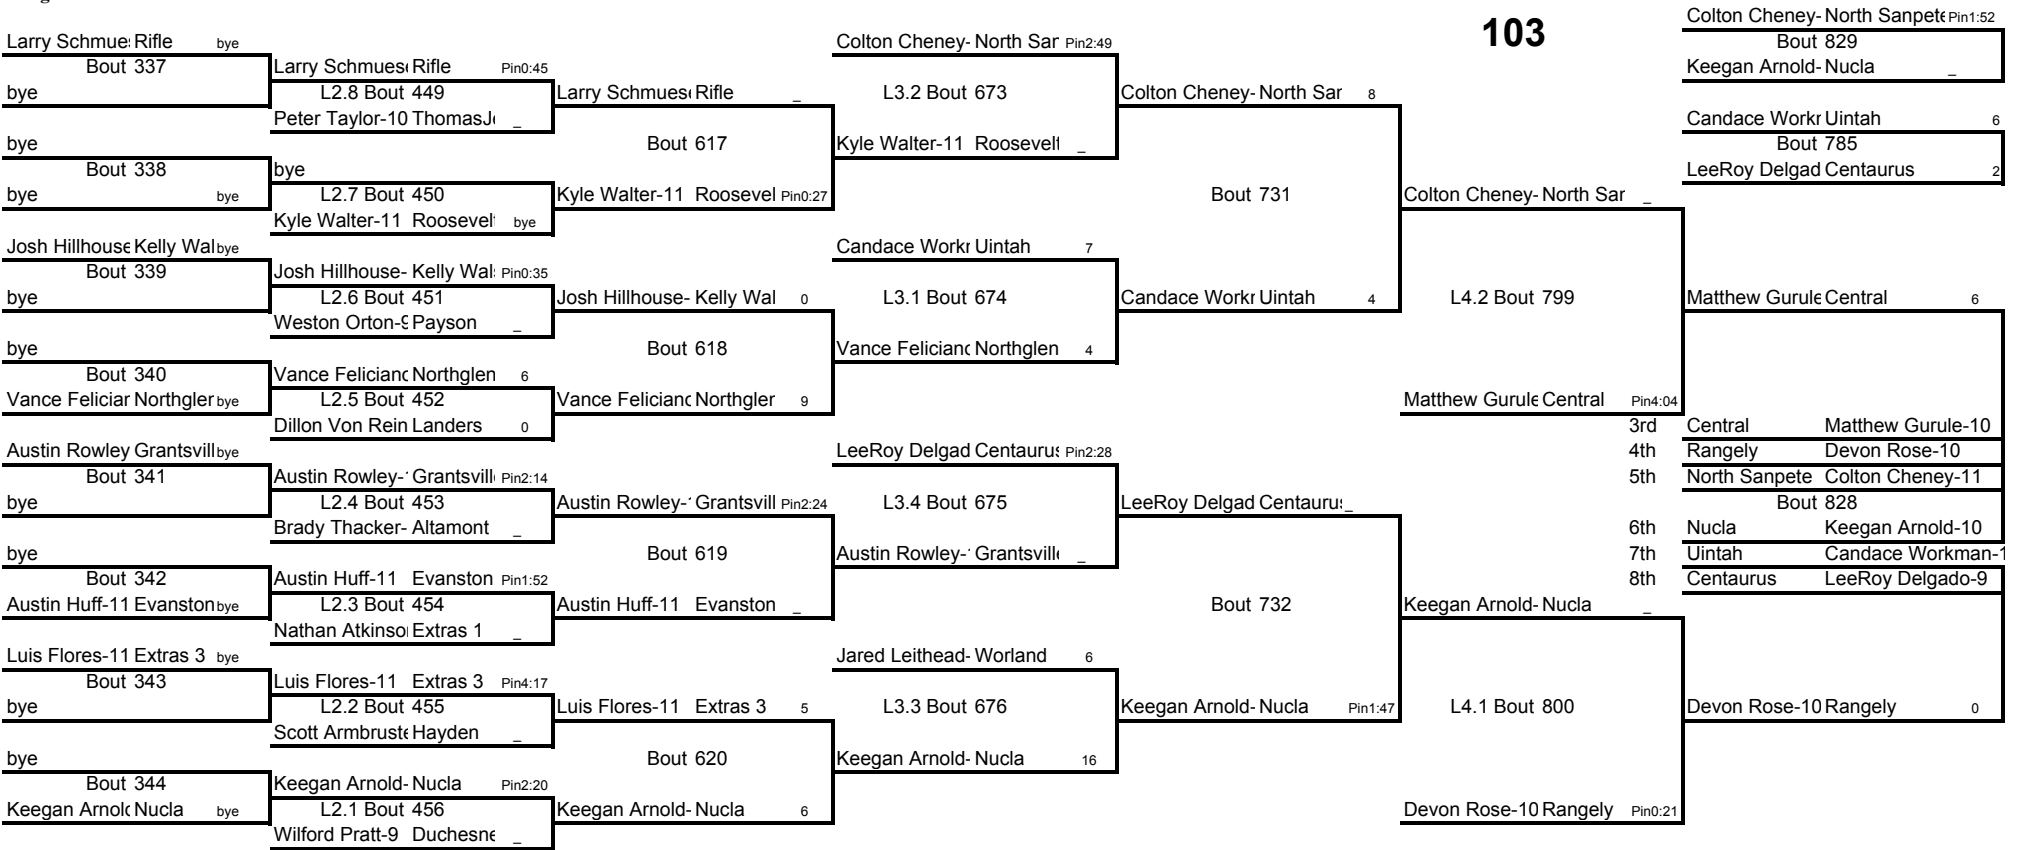 103
Larry Schmue Rifle bye
Bout 337
bye
bye
Bout 338
bye bye
Josh Hillhouse Kelly Wal bye
Bout 339
bye
bye
Bout 340
Vance Feliciar Northgler bye
Austin Rowley Grantsvill bye
Bout 341
bye
bye
Bout 342
Austin Huff-11 Evanston bye
Luis Flores-11 Extras 3 bye
Bout 343
bye
bye
Bout 344
Keegan Arnold Nucla bye
Larry Schmuese Rifle Pin0:45
L2.8 Bout 449
Peter Taylor-10 ThomasJe _
bye
L2.7 Bout 450
Kyle Walter-11 Roosevelt bye
Josh Hillhouse- Kelly Wal Pin0:35
L2.6 Bout 451
Weston Orton-9 Payson _
Vance Feliciano Northglen 6
L2.5 Bout 452
Dillon Von Rein Landers 0
Austin Rowley-1 Grantsvill Pin2:14
L2.4 Bout 453
Brady Thacker- Altamont _
Austin Huff-11 Evanston Pin1:52
L2.3 Bout 454
Nathan Atkinso Extras 1 _
Luis Flores-11 Extras 3 Pin4:17
L2.2 Bout 455
Scott Armbruste Hayden _
Keegan Arnold- Nucla Pin2:20
L2.1 Bout 456
Wilford Pratt-9 Duchesne _
Larry Schmuese Rifle _
Bout 617
Kyle Walter-11 Roosevel Pin0:27
Josh Hillhouse- Kelly Wal 0
Bout 618
Vance Feliciano Northgler 9
Austin Rowley-1 Grantsvill Pin2:24
Bout 619
Austin Huff-11 Evanston _
Luis Flores-11 Extras 3 5
Bout 620
Keegan Arnold- Nucla 6
Colton Cheney- North Sar Pin2:49
L3.2 Bout 673
Kyle Walter-11 Roosevelt _
Candace Workr Uintah 7
L3.1 Bout 674
Vance Feliciano Northglen 4
LeeRoy Delgad Centaurus Pin2:28
L3.4 Bout 675
Austin Rowley-1 Grantsville _
Jared Leithead- Worland 6
L3.3 Bout 676
Keegan Arnold- Nucla 16
Colton Cheney- North Sar 8
Bout 731
Candace Workr Uintah 4
LeeRoy Delgad Centaurus _
Bout 732
Keegan Arnold- Nucla Pin1:47
Colton Cheney- North Sar _
L4.2 Bout 799
Matthew Gurule Central Pin4:04
Keegan Arnold- Nucla _
L4.1 Bout 800
Devon Rose-10 Rangely Pin0:21
Colton Cheney- North Sanpete Pin1:52
Bout 829
Keegan Arnold- Nucla _
Candace Workr Uintah 6
Bout 785
LeeRoy Delgad Centaurus 2
Matthew Gurule Central 6
3rd Central Matthew Gurule-10
4th Rangely Devon Rose-10
5th North Sanpete Colton Cheney-11
Bout 828
6th Nucla Keegan Arnold-10
7th Uintah Candace Workman-1
8th Centaurus LeeRoy Delgado-9
Devon Rose-10 Rangely 0